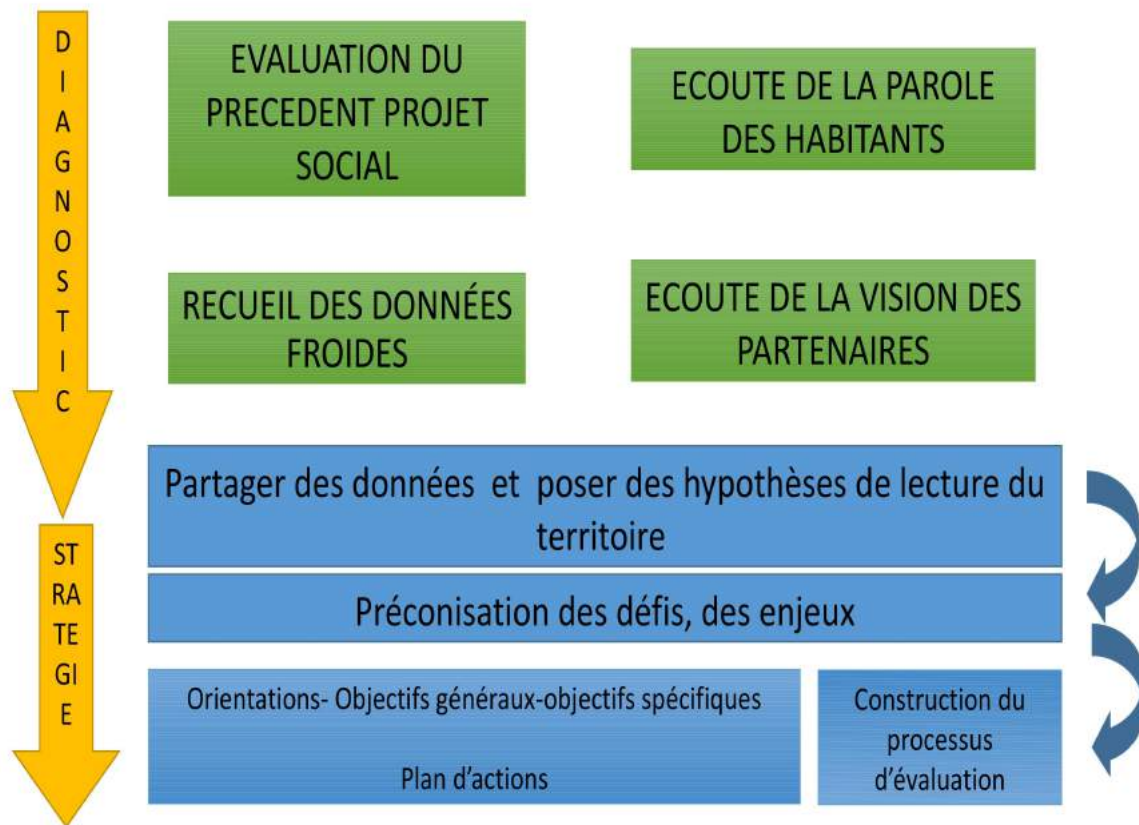 DIAGNOSTIC
EVALUATION DU
PRECEDENT PROJET
SOCIAL
ECOUTE DE LA PAROLE
DES HABITANTS
RECUEIL DES DONNÉES
FROIDES
ECOUTE DE LA VISION DES
PARTENAIRES
Partager des données et poser des hypothèses de lecture du
territoire
ST
RA
TE
GI
E
Préconisation des défis, des enjeux
Orientations- Objectifs généraux-objectifs spécifiques
Plan d'actions
Construction du
processus
d'évaluation